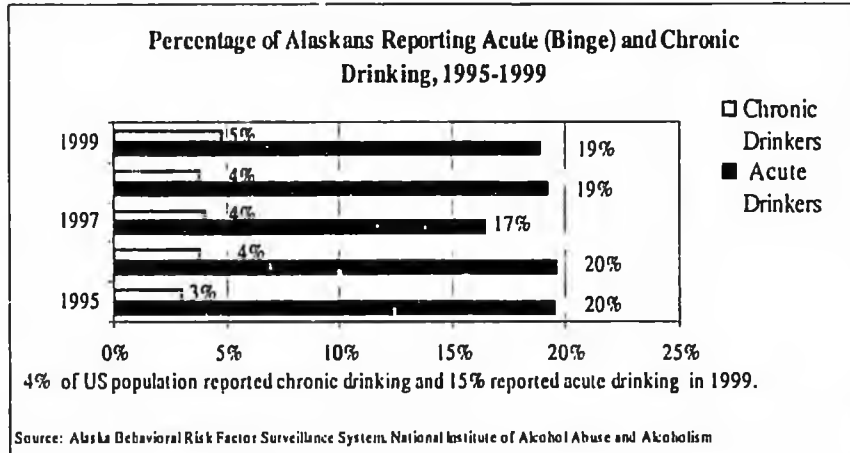 Percentage of Alaskans Reporting Acute (Binge) and Chronic
Drinking, 1995-1999
Chronic
Drinkers
Acute
Drinkers
1999
5%
19%
4%
19%
1997
4%
17%
4%
20%
1995
3%
20%
0% 5% 10% 15% 20% 25%
4% of US population reported chronic drinking and 15% reported acute drinking in 1999.
Source: Alaska Behavioral Risk Factor Surveillance System. National Institute of Alcohol Abuse and Alcoholism